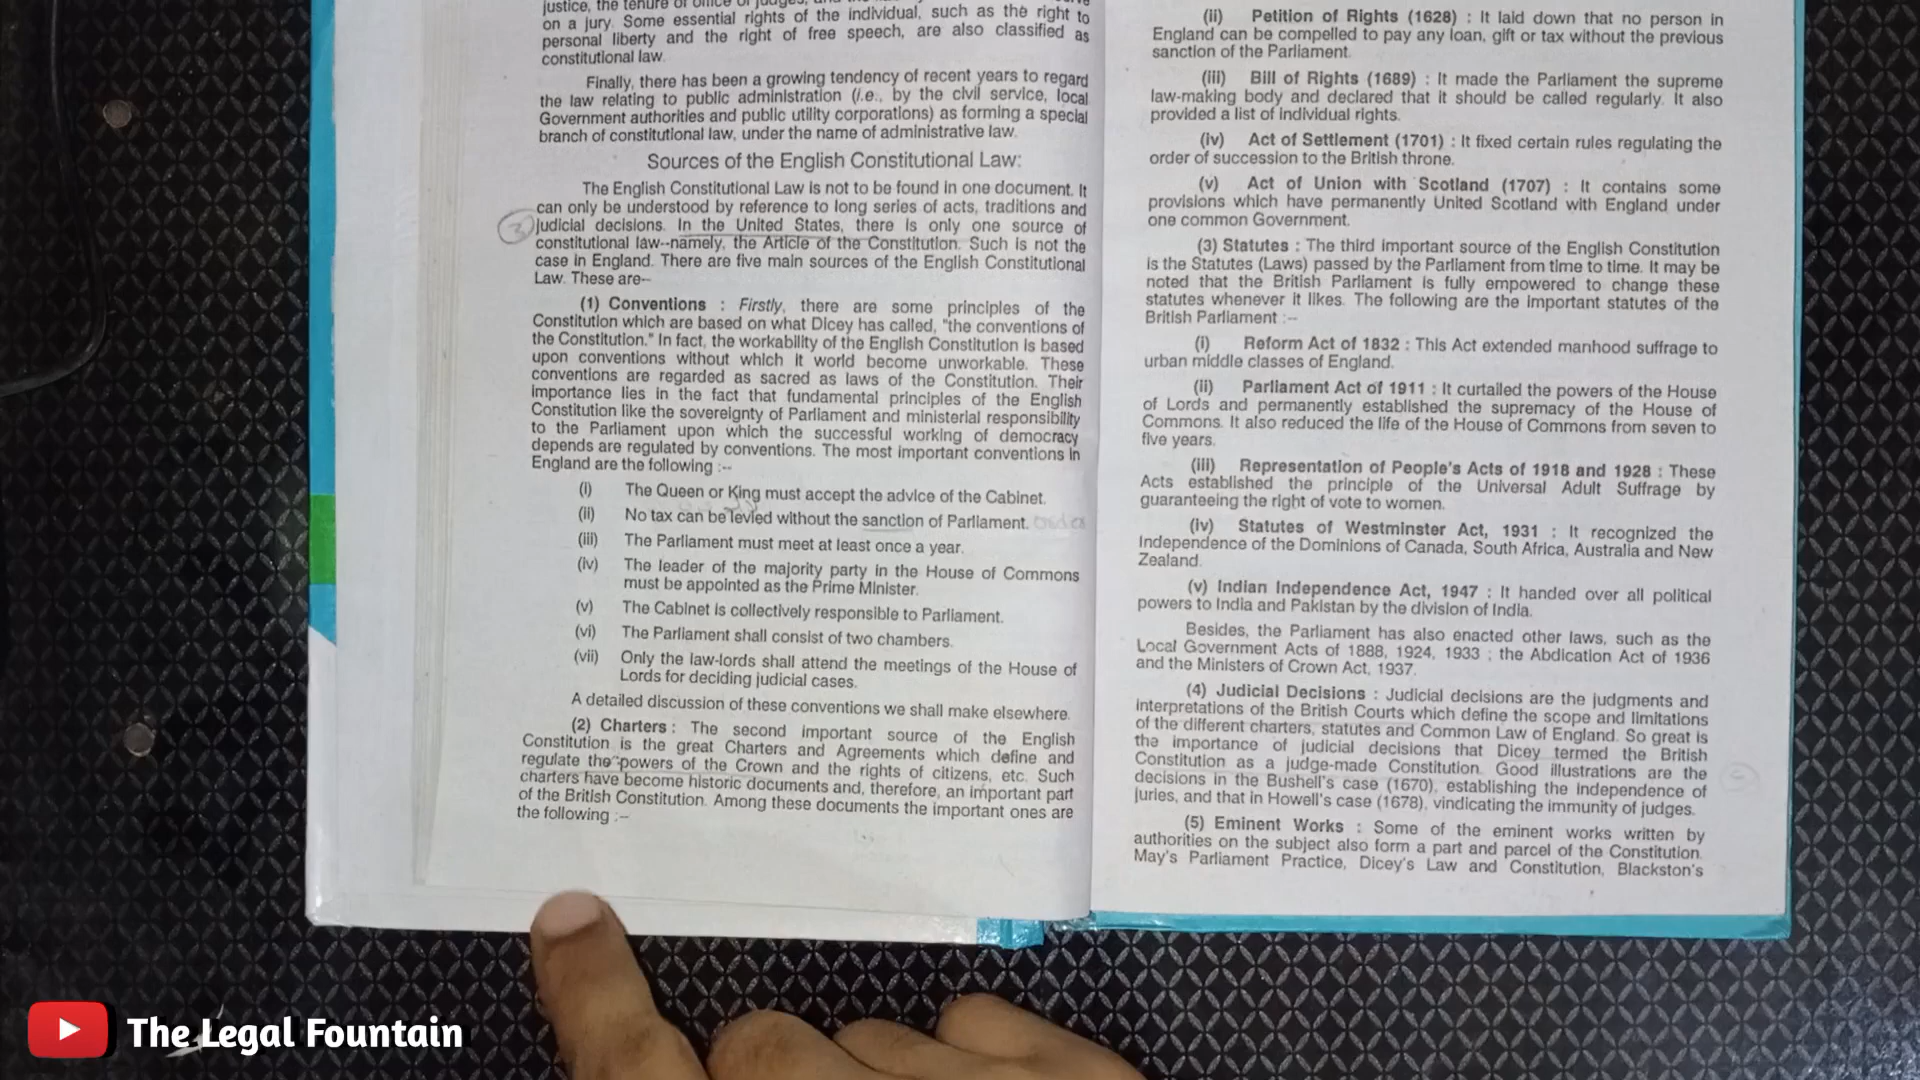 justice, the tenure of office of judges, and the
on a jury. Some essential rights of the individual, such as the right to
personal liberty and the right of free speech, are also classified as
constitutional law.
Finally, there has been a growing tendency of recent years to regard
the law relating to public administration (i.e., by the civil service, local
Government authorities and public utility corporations) as forming a special
branch of constitutional law, under the name of administrative law.
Sources of the English Constitutional Law:
The English Constitutional Law is not to be found in one document. It
can only be understood by reference to long series of acts, traditions and
3 judicial decisions. In the United States, there is only one source of
constitutional law--namely, the Article of the Constitution. Such is not the
case in England. There are five main sources of the English Constitutional
Law. These are--
(1) Conventions : Firstly, there are some principles of the
Constitution which are based on what Dicey has called, "the conventions of
the Constitution." In fact, the workability of the English Constitution is based
upon conventions without which it world become unworkable. These
conventions are regarded as sacred as laws of the Constitution. Their
importance lies in the fact that fundamental principles of the English
Constitution like the sovereignty of Parliament and ministerial responsibility
to the Parliament upon which the successful working of democracy
depends are regulated by conventions. The most important conventions in
England are the following :--
(i) The Queen or King must accept the advice of the Cabinet.
(ii) No tax can be levied without the sanction of Parliament.
(iii) The Parliament must meet at least once a year.
(iv) The leader of the majority party in the House of Commons
must be appointed as the Prime Minister.
(v) The Cabinet is collectively responsible to Parliament.
(vi) The Parliament shall consist of two chambers.
(vii) Only the law-lords shall attend the meetings of the House of
Lords for deciding judicial cases.
A detailed discussion of these conventions we shall make elsewhere.
(2) Charters : The second important source of the English
Constitution is the great Charters and Agreements which define and
regulate the powers of the Crown and the rights of citizens, etc. Such
charters have become historic documents and, therefore, an important part
of the British Constitution. Among these documents the important ones are
the following :--
(ii) Petition of Rights (1628) : It laid down that no person in
England can be compelled to pay any loan, gift or tax without the previous
sanction of the Parliament.
(iii) Bill of Rights (1689) : It made the Parliament the supreme
law-making body and declared that it should be called regularly. It also
provided a list of individual rights.
(iv) Act of Settlement (1701) : It fixed certain rules regulating the
order of succession to the British throne.
(v) Act of Union with Scotland (1707) : It contains some
provisions which have permanently United Scotland with England under
one common Government.
(3) Statutes : The third important source of the English Constitution
is the Statutes (Laws) passed by the Parliament from time to time. It may be
noted that the British Parliament is fully empowered to change these
statutes whenever it likes. The following are the important statutes of the
British Parliament :--
(i) Reform Act of 1832 : This Act extended manhood suffrage to
urban middle classes of England.
(ii) Parliament Act of 1911 : It curtailed the powers of the House
of Lords and permanently established the supremacy of the House of
Commons. It also reduced the life of the House of Commons from seven to
five years.
(iii) Representation of People's Acts of 1918 and 1928 : These
Acts established the principle of the Universal Adult Suffrage by
guaranteeing the right of vote to women.
(iv) Statutes of Westminster Act, 1931 : It recognized the
Independence of the Dominions of Canada, South Africa, Australia and New
Zealand.
(v) Indian Independence Act, 1947 : It handed over all political
powers to India and Pakistan by the division of India.
Besides, the Parliament has also enacted other laws, such as the
Local Government Acts of 1888, 1924, 1933 ; the Abdication Act of 1936
and the Ministers of Crown Act, 1937.
(4) Judicial Decisions : Judicial decisions are the judgments and
interpretations of the British Courts which define the scope and limitations
of the different charters, statutes and Common Law of England. So great is
the importance of judicial decisions that Dicey termed the British
Constitution as a judge-made Constitution. Good illustrations are the
decisions in the Bushell's case (1670), establishing the independence of
juries, and that in Howell's case (1678), vindicating the immunity of judges.
(5) Eminent Works : Some of the eminent works written by
authorities on the subject also form a part and parcel of the Constitution.
May's Parliament Practice, Dicey's Law and Constitution, Blackston's
The Legal Fountain